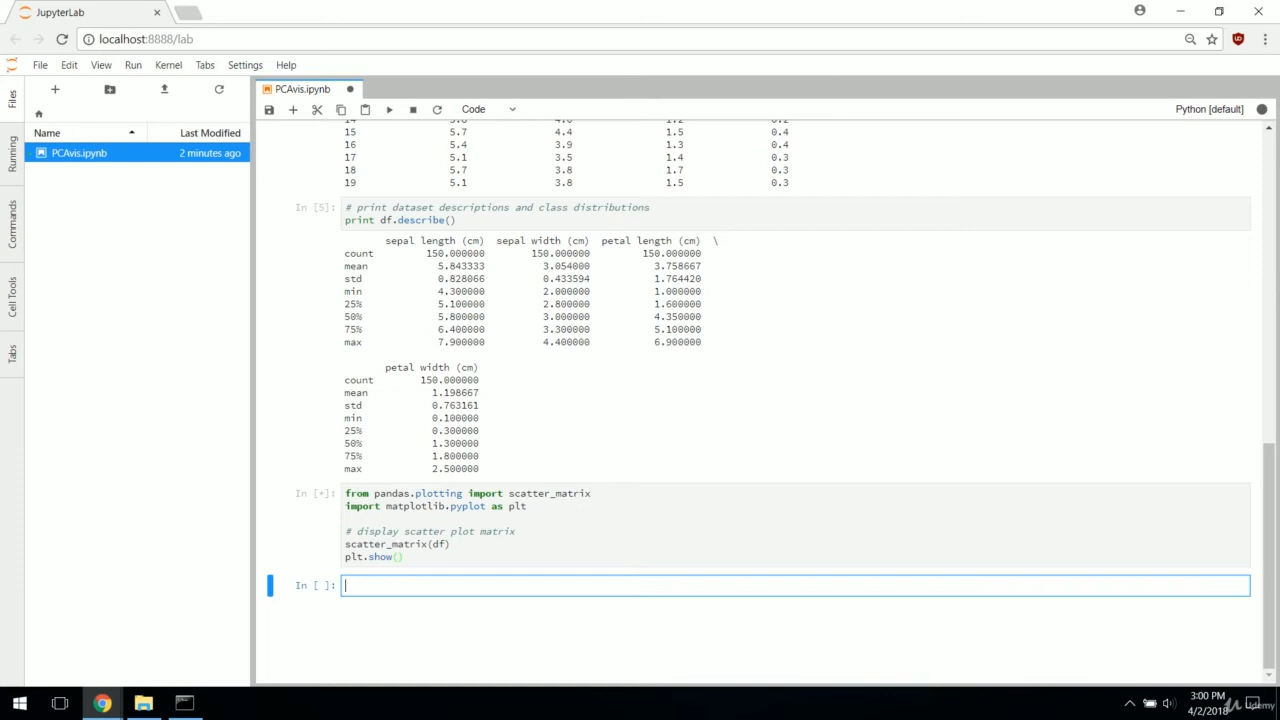 JupyterLab
localhost:8888/lab
File Edit View Run Kernel Tabs Settings Help
Files
Running
Commands
Cell Tools
Tabs
Name Last Modified
PCAvis.ipynb 2 minutes ago
PCAvis.ipynb
Code
Python [default]
15 5.7 4.4 1.5 0.4
16 5.4 3.9 1.3 0.4
17 5.1 3.5 1.4 0.3
18 5.7 3.8 1.7 0.3
19 5.1 3.8 1.5 0.3
In [5]: # print dataset descriptions and class distributions
print df.describe()
sepal length (cm) sepal width (cm) petal length (cm) \
count 150.000000 150.000000 150.000000
mean 5.843333 3.054000 3.758667
std 0.828066 0.433594 1.764420
min 4.300000 2.000000 1.000000
25% 5.100000 2.800000 1.600000
50% 5.800000 3.000000 4.350000
75% 6.400000 3.300000 5.100000
max 7.900000 4.400000 6.900000
petal width (cm)
count 150.000000
mean 1.198667
std 0.763161
min 0.100000
25% 0.300000
50% 1.300000
75% 1.800000
max 2.500000
In [*]: from pandas.plotting import scatter_matrix
import matplotlib.pyplot as plt
# display scatter plot matrix
scatter_matrix(df)
plt.show()
In [ ]:
3:00 PM
4/2/2018
Udemy